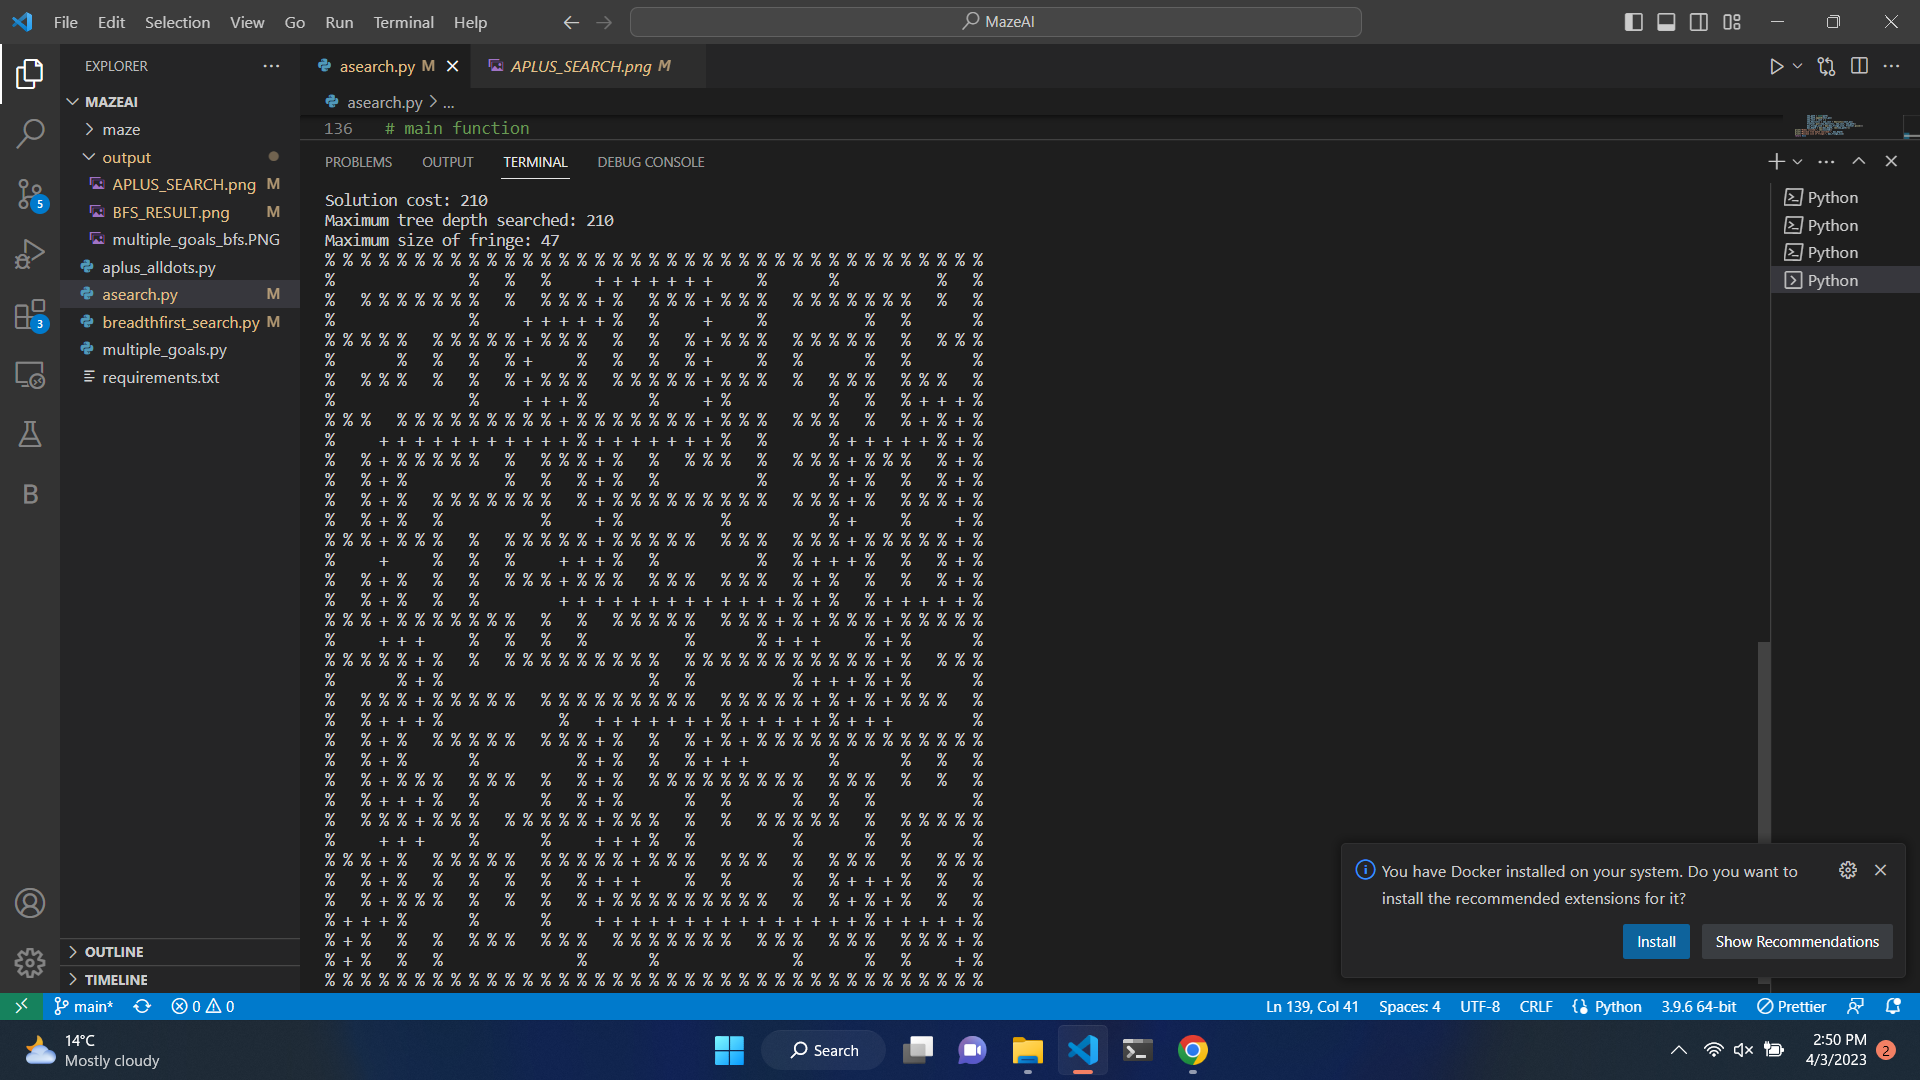 File Edit Selection View Go Run Terminal Help
MazeAI
EXPLORER
MAZEAI
maze
output
APLUS_SEARCH.png M
BFS_RESULT.png M
multiple_goals_bfs.PNG
aplus_alldots.py
asearch.py M
breadthfirst_search.py M
multiple_goals.py
requirements.txt
OUTLINE
TIMELINE
asearch.py M
APLUS_SEARCH.png M
asearch.py > ...
136 # main function
PROBLEMS OUTPUT TERMINAL DEBUG CONSOLE
Solution cost: 210
Maximum tree depth searched: 210
Maximum size of fringe: 47
% % % % % % % % % % % % % % % % % % % % % % % % % % % % % % % % % % % % %
%               %   %   %     + + + + + + +     %       %           %   %
%   % % % % % % %   %   % % % + %   % % % + % % %   % % % % % % %   %   %
%               %     + + + + + %   %     +     %           %   %       %
% % % % %   % % % % % + % % %   %   %   % + % % %   % % % % %   %   % % %
%       %   %   %   % +     %   %   %   % +     %   %       %   %       %
%   % % %   %   %   % + % % %   % % % % % + % % %   %   % % %   % % %   %
%               %     + + + %       %     + %           %   %   % + + + %
% % %   % % % % % % % % % + % % % % % % % + % % %   % % %   %   % + % + %
%     + + + + + + + + + + + % + + + + + + + %   %       % + + + + + % + %
%   % + % % % % %   %   % % % + %   %   % % %   %   % % % + % % %   % + %
%   % + %           %   %   % + %   %           %       % + %   %   % + %
%   % + %   % % % % % % %   % + % % % % % % % % %   % % % + %   % % % + %
%   % + %   %           %     + %           %           % +     %     + %
% % % + % % %   %   % % % % % + % % % % %   % % %   % % % + % % % % % + %
%     +     %   %   %     + + + %   %           %   % + + + %   %   % + %
%   % + %   %   %   % % % + % % %   % % %   % % %   % + %   %   %   % + %
%   % + %   %   %         + + + + + + + + + + + + + % + %   % + + + + + %
% % % + % % % % % % %   %   %   % % % % %   % % % + % + % % % + % % % % %
%     + + +     %   %   %   %           %       % + + +     % + %       %
% % % % % + %   %   % % % % % % % % %   % % % % % % % % % % % + %   % % %
%       % + %                       %   %           % + + + % + %       %
%   % % % + % % % % %   % % % % % % % % %   % % % % % + % + % + % % %   %
%   % + + + %             %   + + + + + + + % + + + + + % + + +         %
%   % + %   % % % % %   % % % + %   %   % + % + % % % % % % % % % % % % %
%   % + %       %           % + %   %   % + + +         %       %   %   %
%   % + % % %   % % %   %   % + %   % % % % % % % % %   % % %   %   %   %
%   % + + + %   %       %   % + %       %   %       %   %   %           %
%   % % % + % % %   % % % % % + % % %   %   %   % % % % %   %   % % % % %
%     + + +     %       %     + + + %   %           %       %   %       %
% % % + %   % % % % %   % % % % % + % % %   % % %   %   % % %   %   % % %
%   % + %   %   %   %   %   % + + +     %   %       %   % + + + %   %   %
%   % + % % %   %   %   %   % + % % % % % % % % %   %   % + % + %   %   %
% + + + %       %       %     + + + + + + + + + + + + + + + % + + + + + %
% + %   %   %   % % %   % % %   % % % % % % %   % % %   % % %   % % % + %
% + %   %   %               %       %               %       %   %     + %
% % % % % % % % % % % % % % % % % % % % % % % % % % % % % % % % % % % % %
Python
Python
Python
Python
You have Docker installed on your system. Do you want to
install the recommended extensions for it?
Install
Show Recommendations
5
3
B
main* 0 0
Ln 139, Col 41 Spaces: 4 UTF-8 CRLF Python 3.9.6 64-bit Prettier
14°C
Mostly cloudy
Search
2:50 PM
4/3/2023
2